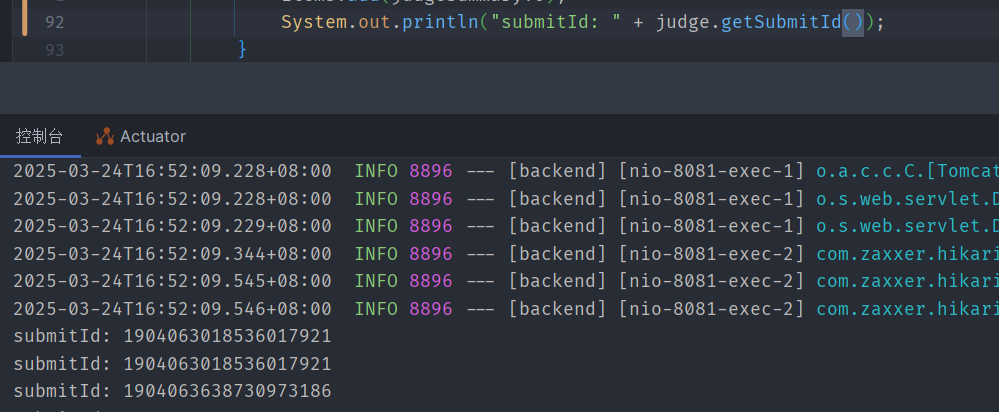 92 System.out.println("submitId: " + judge.getSubmitId());
93 }
控制台 Actuator
2025-03-24T16:52:09.228+08:00 INFO 8896 --- [backend] [nio-8081-exec-1] o.a.c.c.C.[Tomcat
2025-03-24T16:52:09.228+08:00 INFO 8896 --- [backend] [nio-8081-exec-1] o.s.web.servlet.D
2025-03-24T16:52:09.229+08:00 INFO 8896 --- [backend] [nio-8081-exec-1] o.s.web.servlet.D
2025-03-24T16:52:09.344+08:00 INFO 8896 --- [backend] [nio-8081-exec-2] com.zaxxer.hikari
2025-03-24T16:52:09.545+08:00 INFO 8896 --- [backend] [nio-8081-exec-2] com.zaxxer.hikari
2025-03-24T16:52:09.546+08:00 INFO 8896 --- [backend] [nio-8081-exec-2] com.zaxxer.hikari
submitId: 1904063018536017921
submitId: 1904063018536017921
submitId: 1904063638730973186